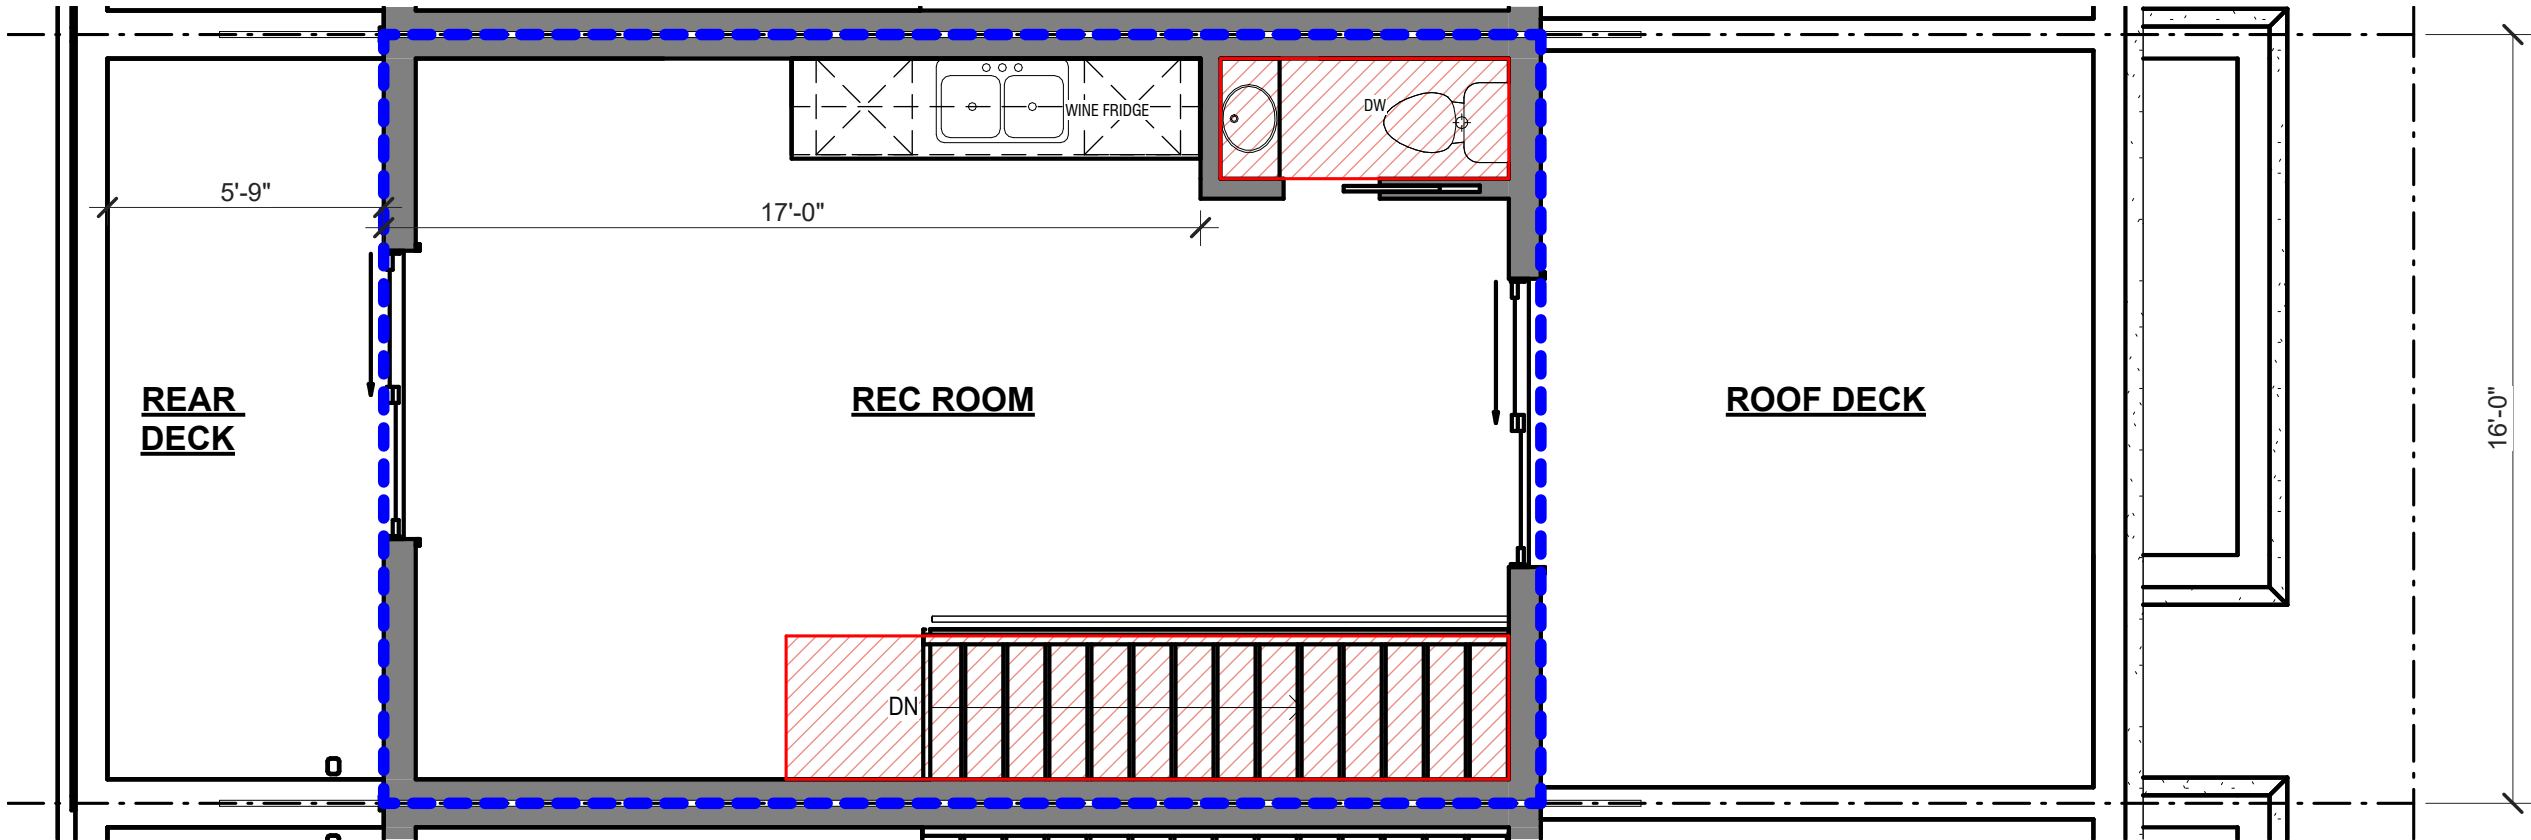 WINE FRIDGE
DW
5'-9"
17'-0"
REAR
DECK
REC ROOM
ROOF DECK
16'-0"
DN